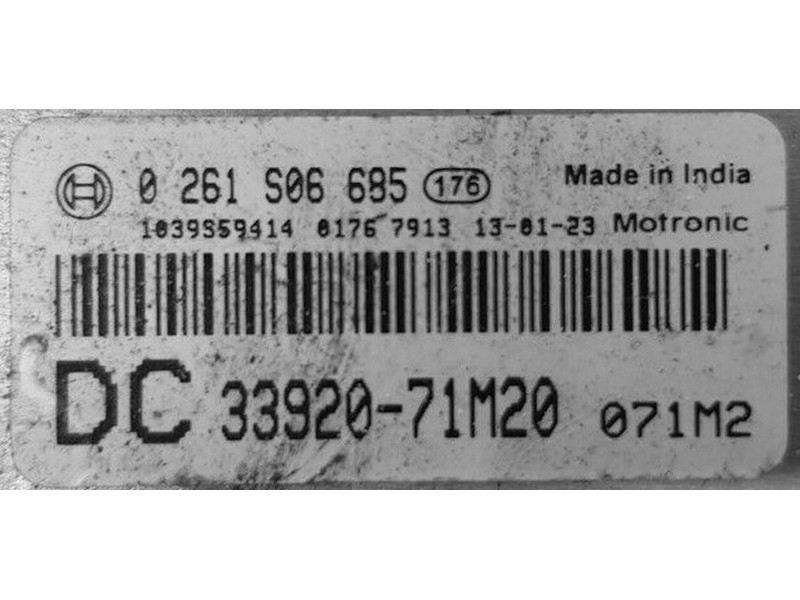 0 261 S06 685 176 Made in India
1039S59414 0176 7913 13-01-23 Motronic
DC 33920-71M20 071M2